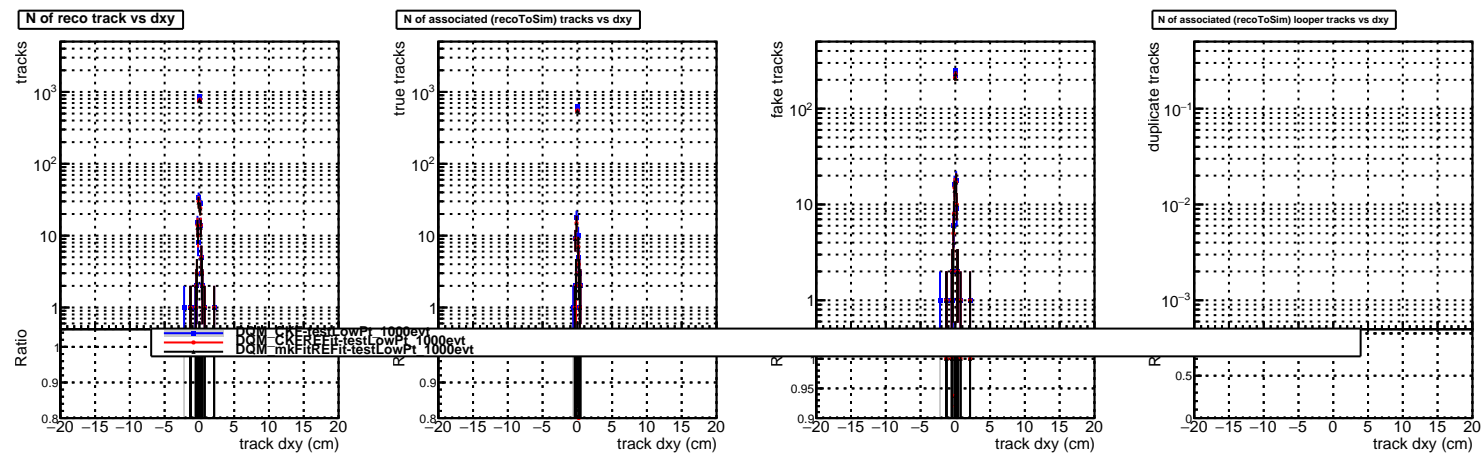 N of reco track vs dxy
N of associated (recoToSim) tracks vs dxy
N of associated (recoToSim) looper tracks vs dxy
tracks
10³
10²
10
1
Ratio
1
0.9
0.8
−20 −15 −10 −5 0 5 10 15 20
track dxy (cm)
true tracks
10³
10²
10
1
0.9
0.8
−20 −15 −10 −5 0 5 10 15 20
track dxy (cm)
fake tracks
10²
10
1
0.95
0.9
−20 −15 −10 −5 0 5 10 15 20
track dxy (cm)
duplicate tracks
10⁻¹
10⁻²
10⁻³
0.5
0
−20 −15 −10 −5 0 5 10 15 20
track dxy (cm)
DQM_CKF-testLowPt_1000evt
DQM_CKFREFit-testLowPt_1000evt
DQM_mkFitREFit-testLowPt_1000evt